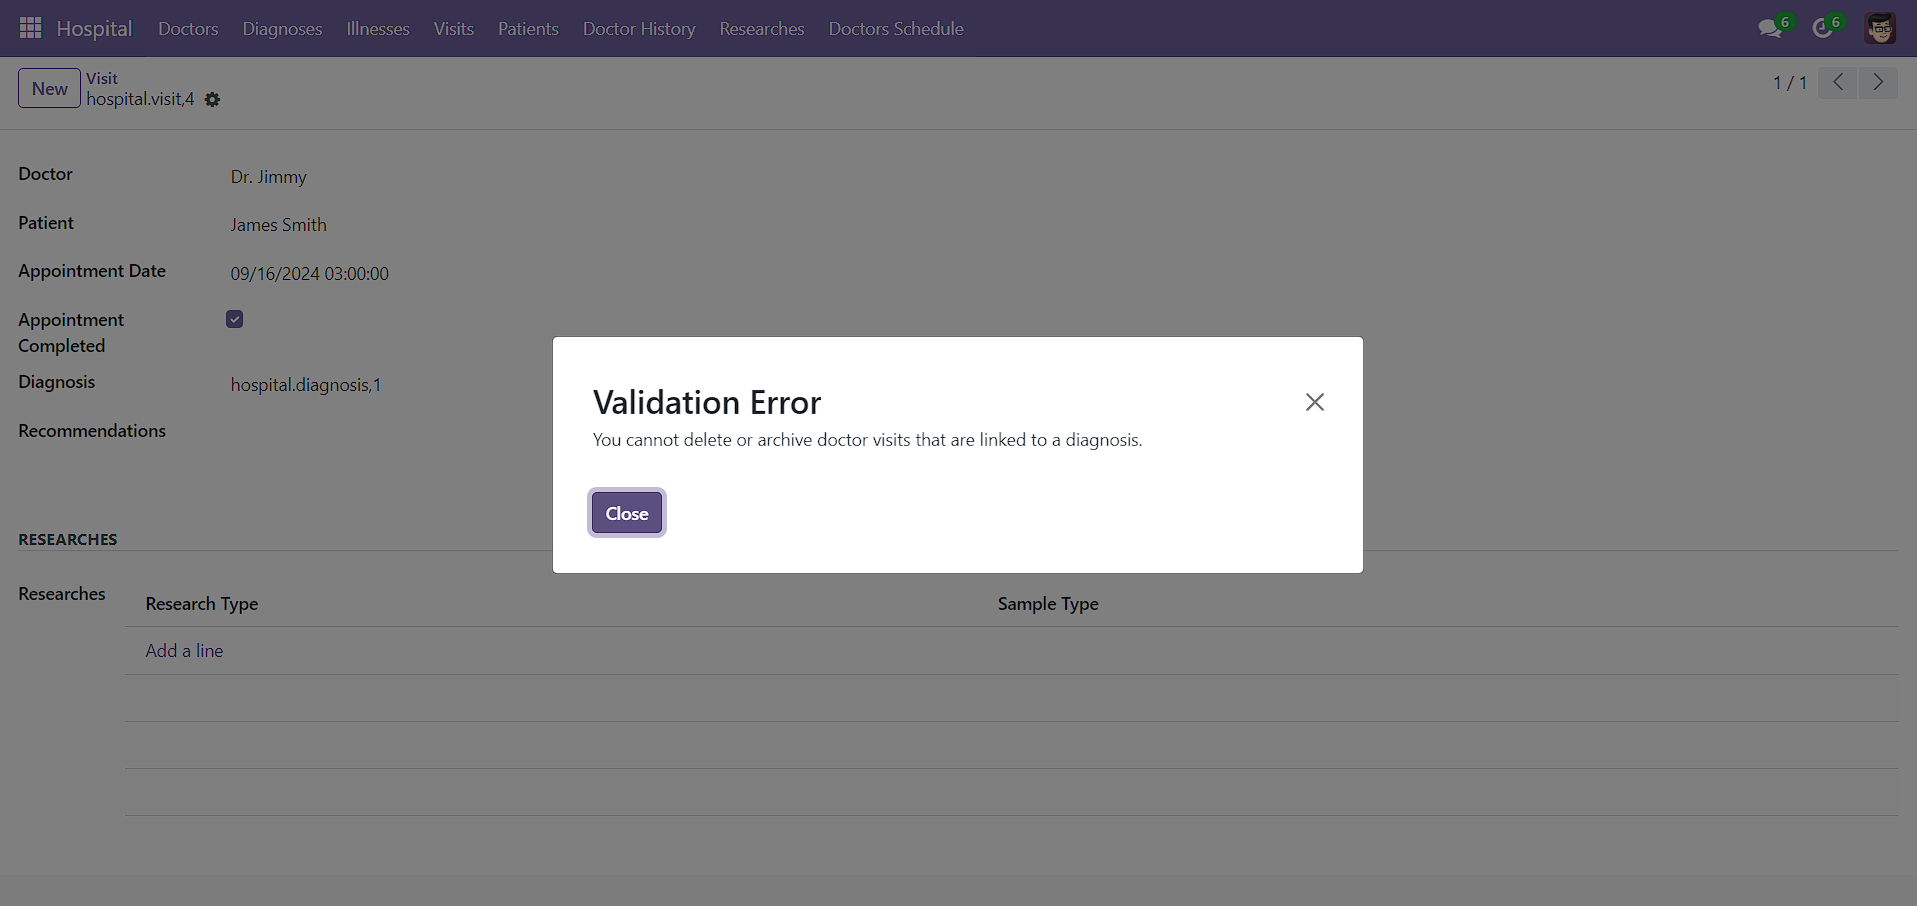 Hospital Doctors Diagnoses Illnesses Visits Patients Doctor History Researches Doctors Schedule 6 6
New Visit 1 / 1
hospital.visit,4
Doctor Dr. Jimmy
Patient James Smith
Appointment Date 09/16/2024 03:00:00
Appointment
Completed
Diagnosis hospital.diagnosis,1
Recommendations
Validation Error
You cannot delete or archive doctor visits that are linked to a diagnosis.
Close
RESEARCHES
Researches Research Type Sample Type
Add a line